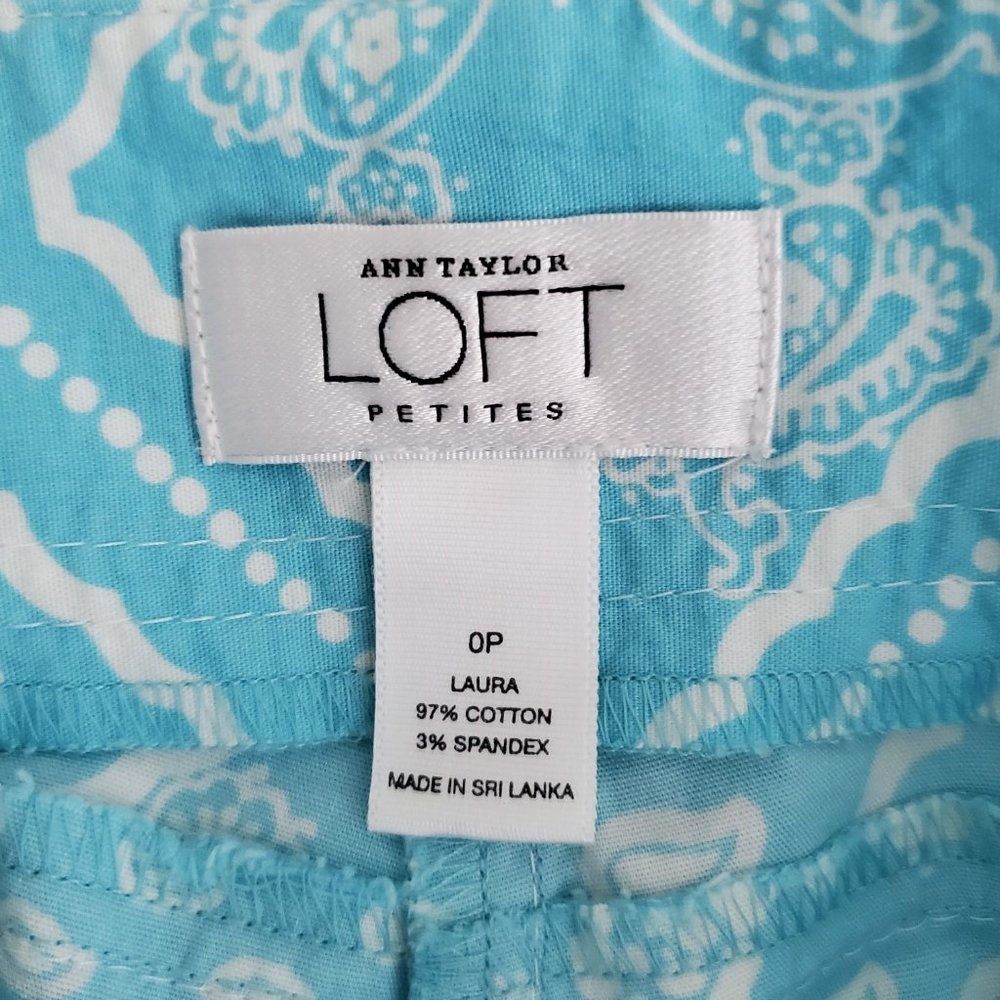 ANN TAYLOR
LOFT
PETITES
0P
LAURA
97% COTTON
3% SPANDEX
MADE IN SRI LANKA